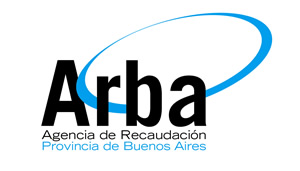 Arba
Agencia de Recaudación
Provincia de Buenos Aires